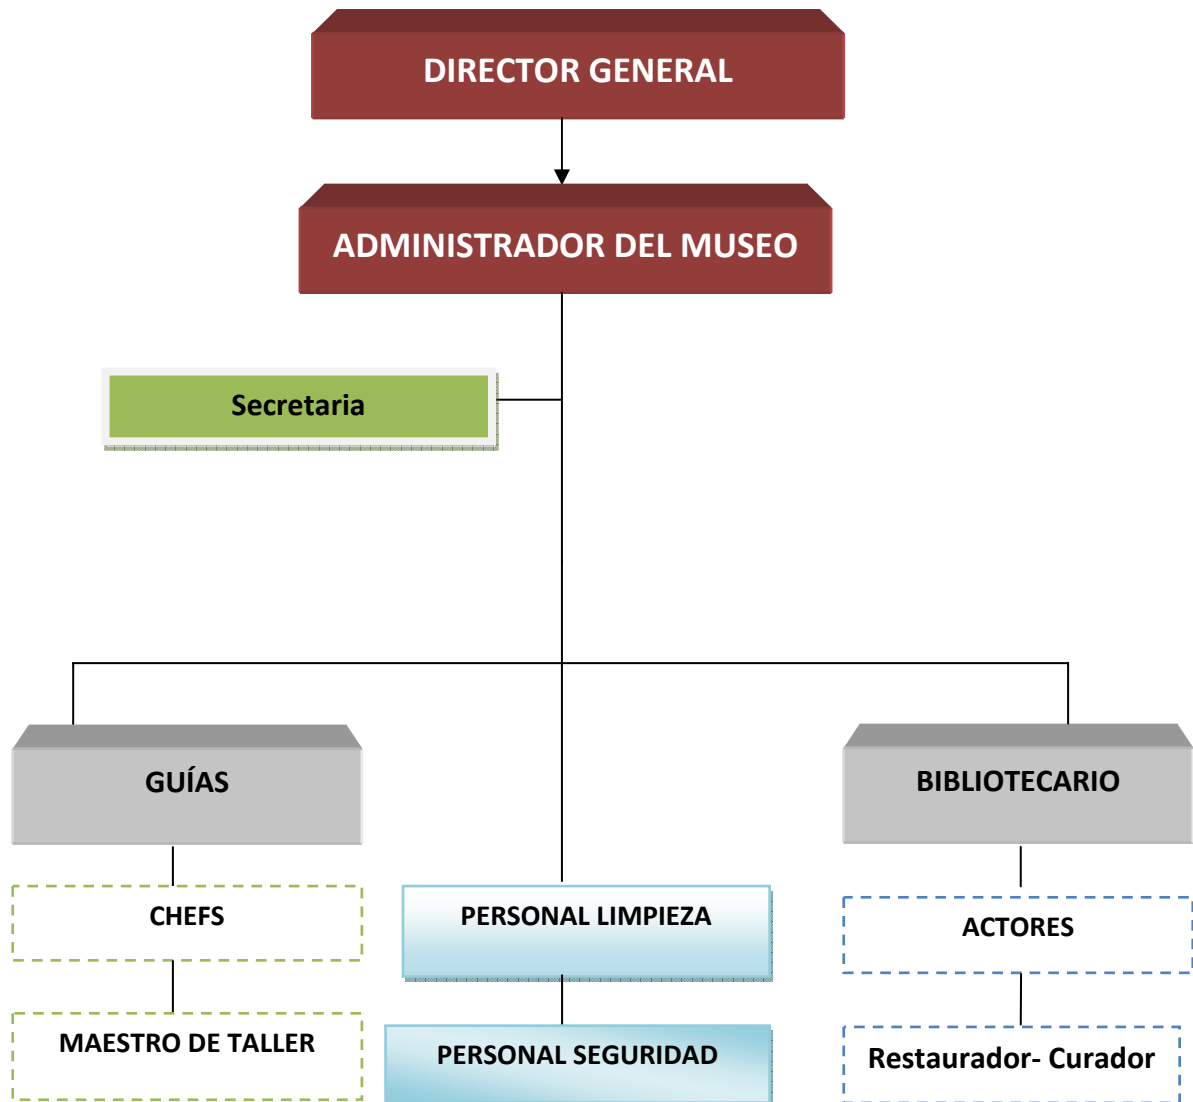 DIRECTOR GENERAL
ADMINISTRADOR DEL MUSEO
Secretaria
GUÍAS
BIBLIOTECARIO
CHEFS
PERSONAL LIMPIEZA
ACTORES
MAESTRO DE TALLER
PERSONAL SEGURIDAD
Restaurador- Curador